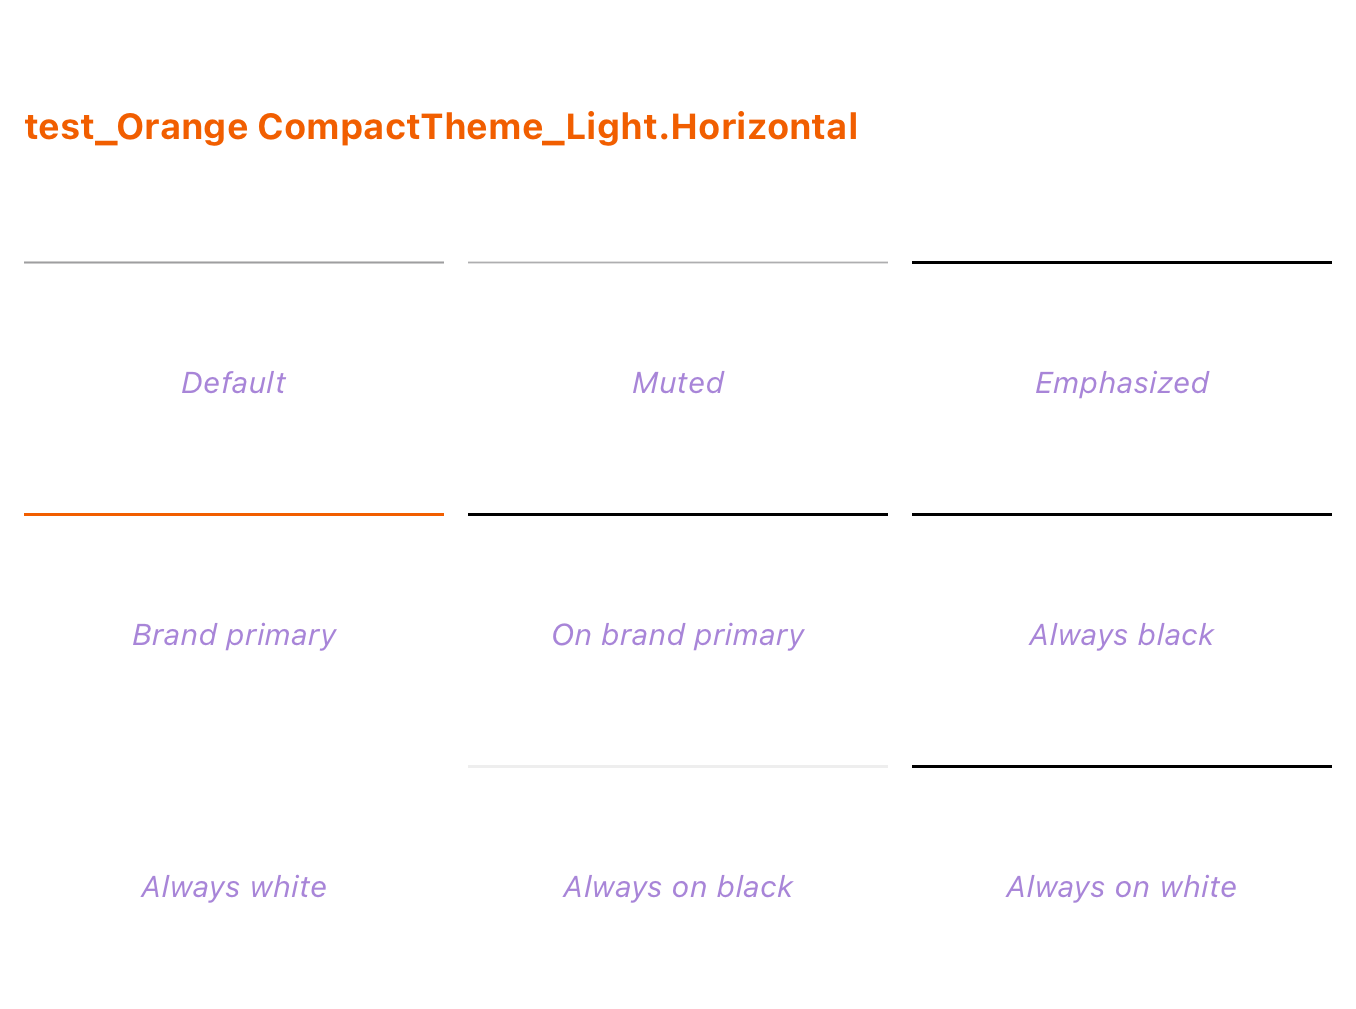 test_Orange CompactTheme_Light.Horizontal
Default
Muted
Emphasized
Brand primary
On brand primary
Always black
Always white
Always on black
Always on white